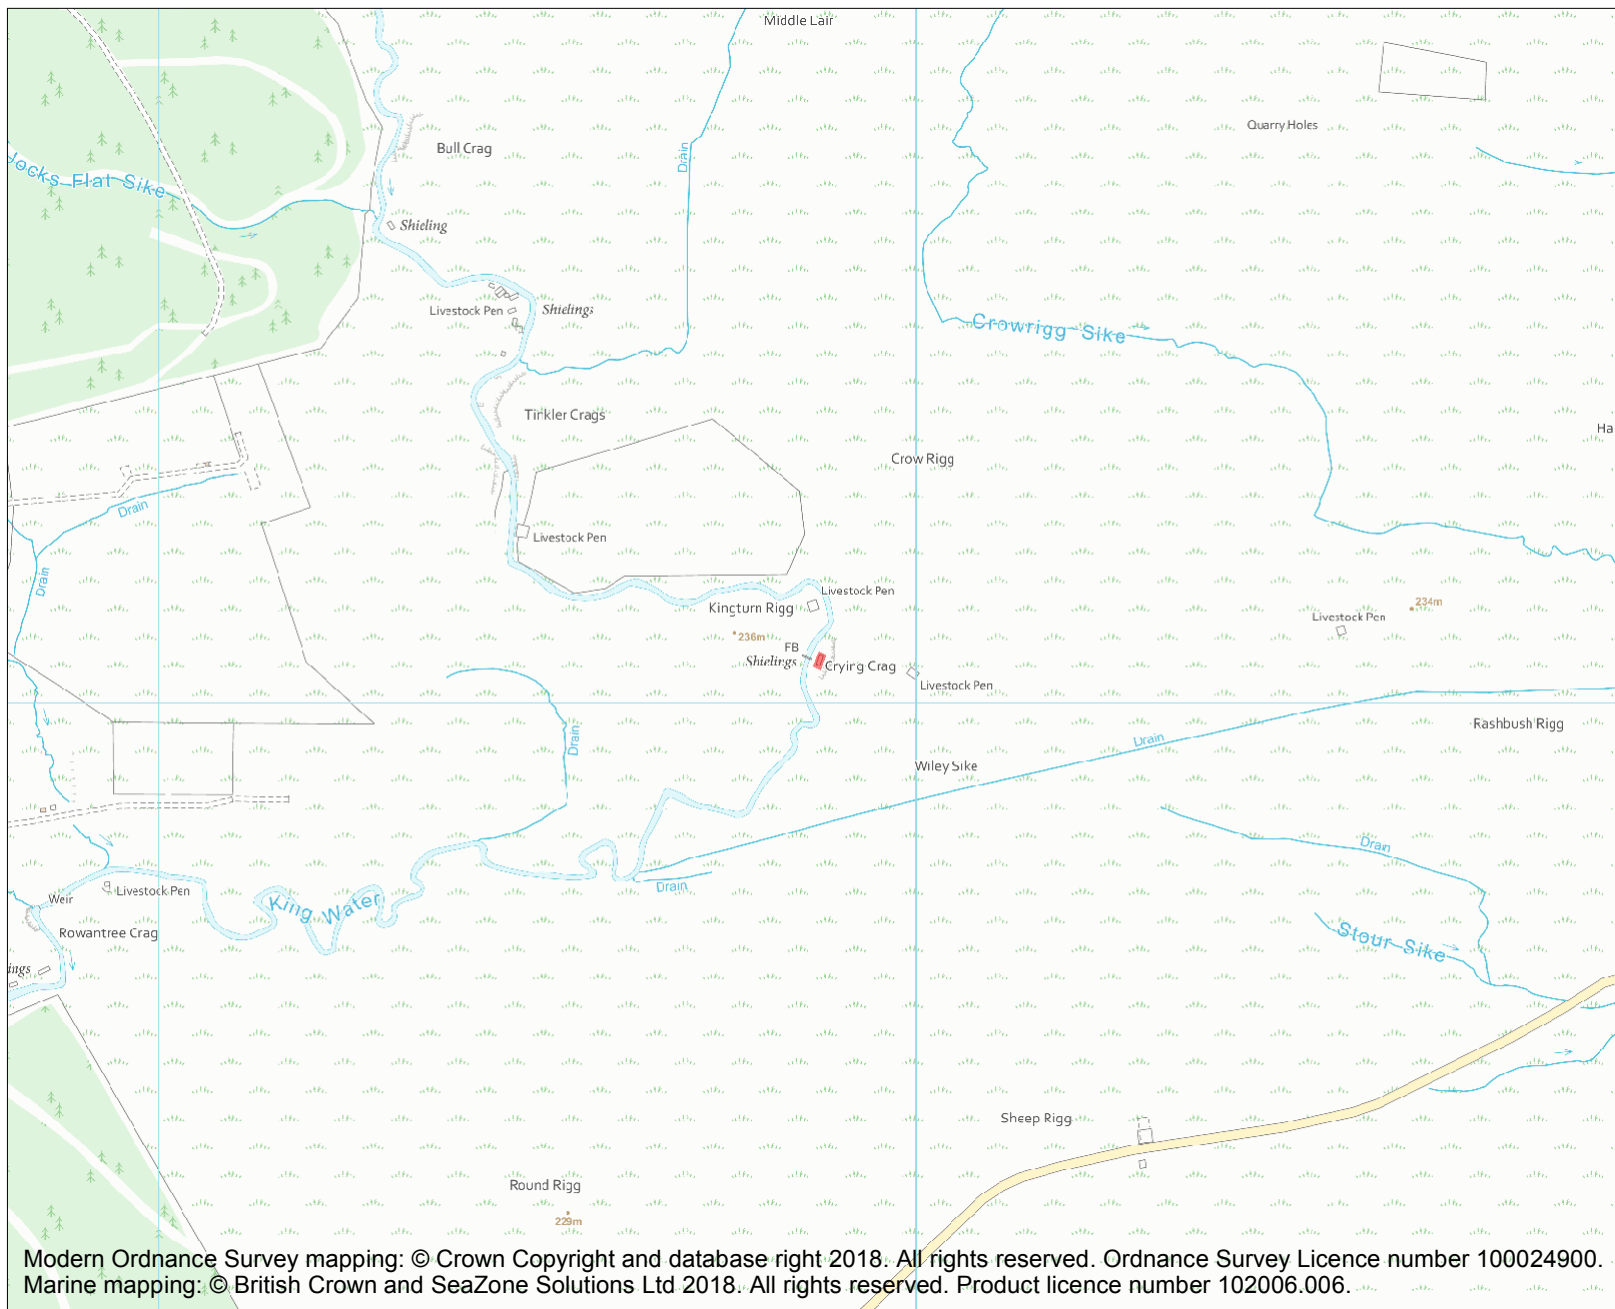 Middle Lair
Quarry Holes
Bull Crag
Drain
Jocks Flat Sike
Shieling
Livestock Pen
Shielings
Crowrigg Sike
Tinkler Crags
Ha
Crow Rigg
Drain
Livestock Pen
Drain
Livestock Pen
Kingturn Rigg
234m
Livestock Pen
236m
FB
Shielings
Crying Crag
Livestock Pen
Rashbush Rigg
Drain
Drain
Wiley Sike
Drain
Drain
Livestock Pen
Weir
King Water
Rowantree Crag
Stour Sike
ings
Sheep Rigg
Round Rigg
229m
Modern Ordnance Survey mapping: © Crown Copyright and database right 2018. All rights reserved. Ordnance Survey Licence number 100024900.
Marine mapping: © British Crown and SeaZone Solutions Ltd 2018. All rights reserved. Product licence number 102006.006.